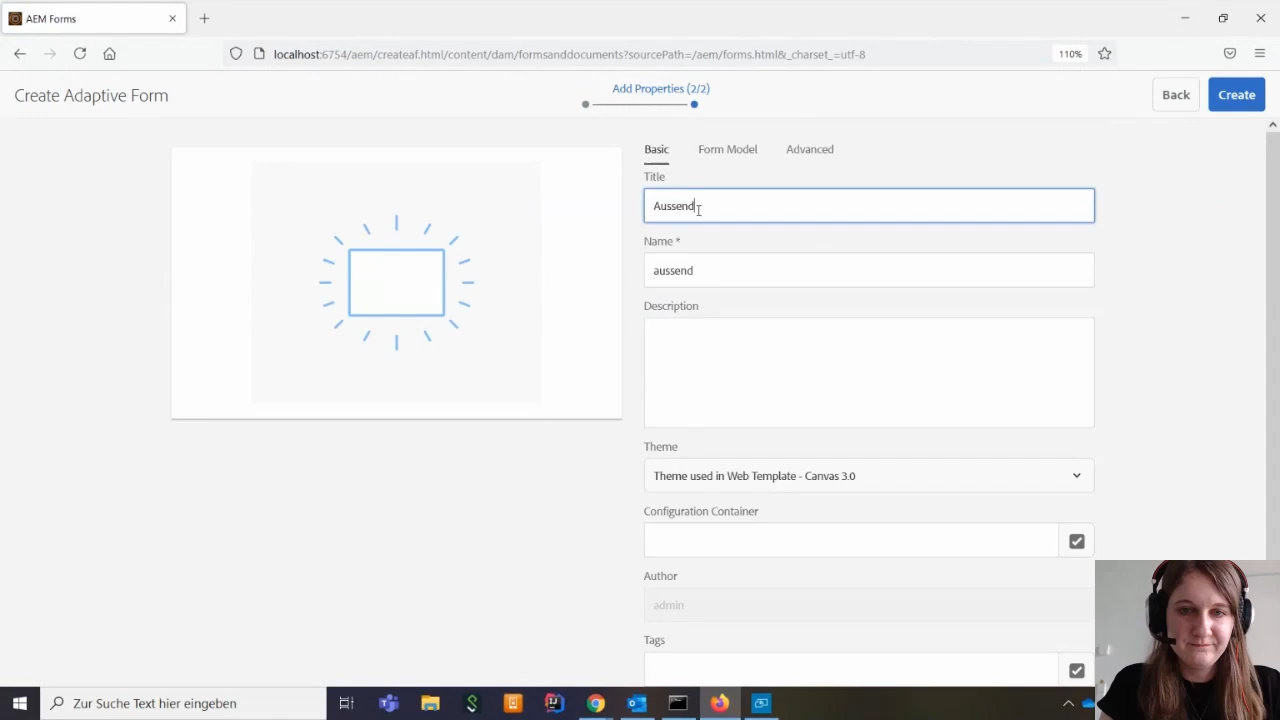 AEM Forms
localhost:6754/aem/createaf.html/content/dam/formsanddocuments?sourcePath=/aem/forms.html&_charset_=utf-8
110%
Create Adaptive Form
Add Properties (2/2)
Back
Create
Basic
Form Model
Advanced
Title
Aussend
Name *
aussend
Description
Theme
Theme used in Web Template - Canvas 3.0
Configuration Container
Author
admin
Tags
Zur Suche Text hier eingeben